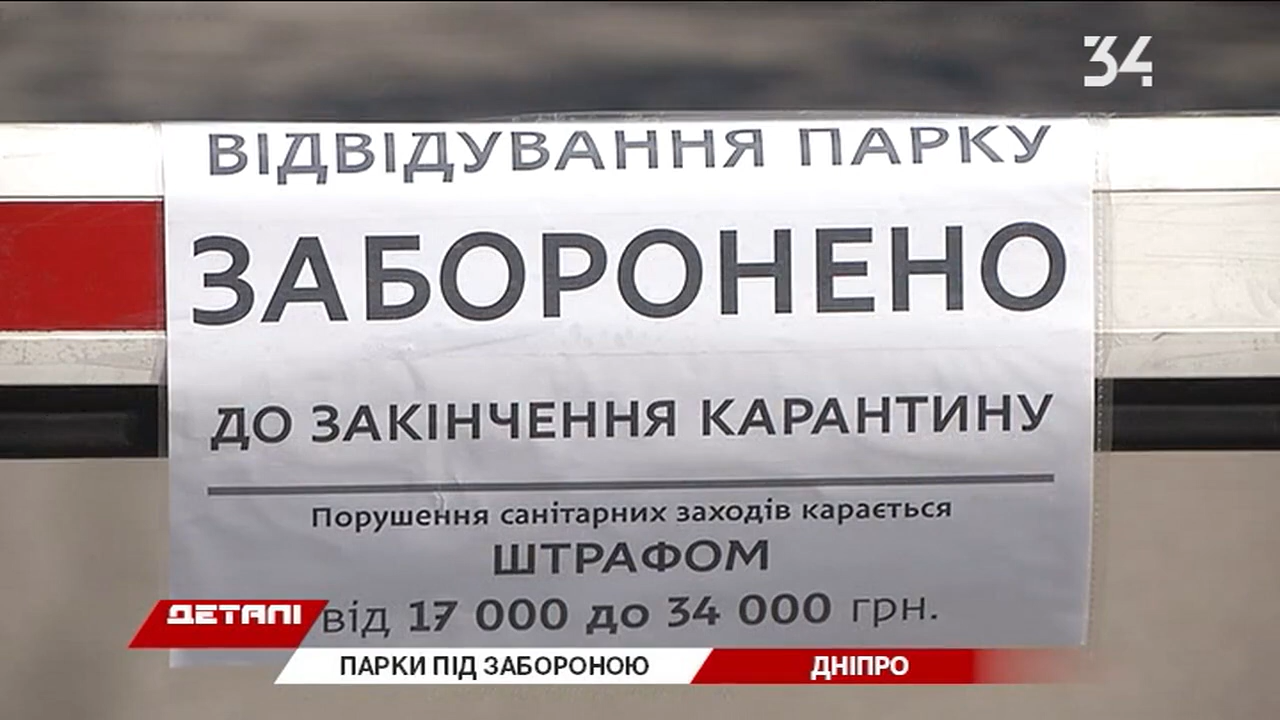 34
ВІДВІДУВАННЯ ПАРКУ
ЗАБОРОНЕНО
ДО ЗАКІНЧЕННЯ КАРАНТИНУ
Порушення санітарних заходів карається
ШТРАФОМ
від 17 000 до 34 000 грн.
ДЕТАЛІ
ПАРКИ ПІД ЗАБОРОНОЮ ДНІПРО